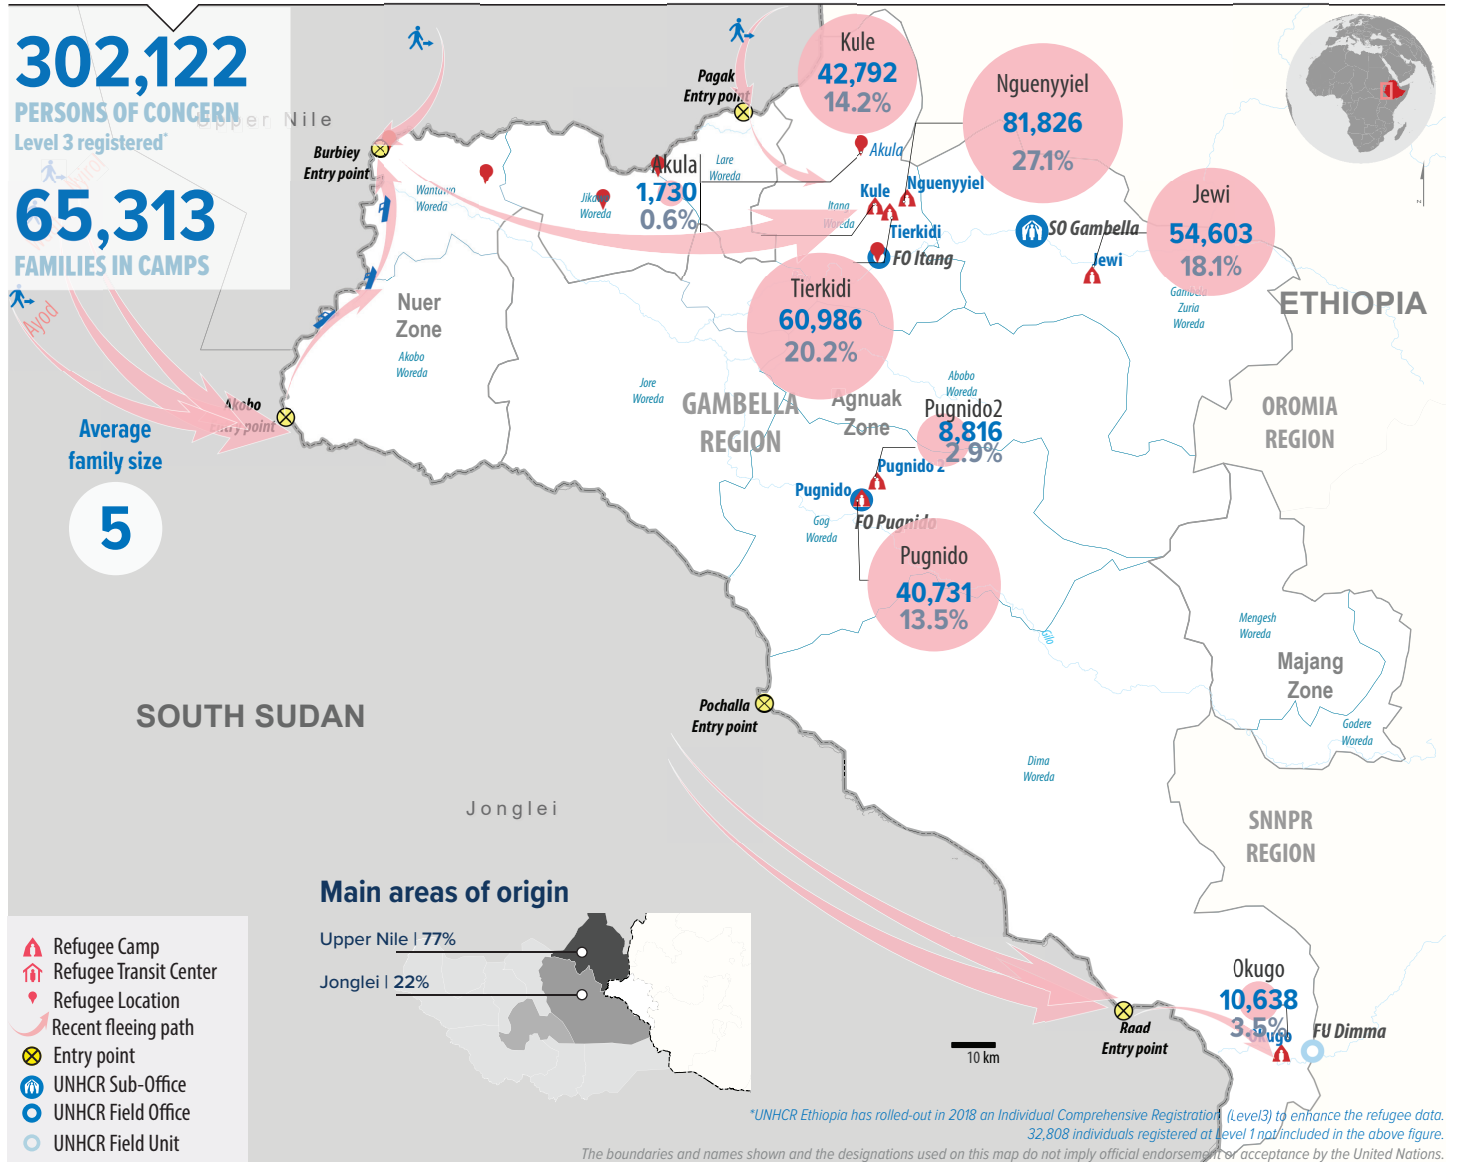 302,122
PERSONS OF CONCERN
Level 3 registered*
65,313
FAMILIES IN CAMPS
Upper Nile
Ayod
Average
family size
5
Burbiey
Entry point
Pagak
Entry point
Akobo
entry point
Wantawo
Woreda
Jikawo
Woreda
Akula
1,730
0.6%
Lare
Woreda
Kule
42,792
14.2%
Akula
Nguenyyiel
81,826
27.1%
Kule
Nguenyyiel
Itang
Woreda
Tierkidi
FO Itang
SO Gambella
Jewi
Jewi
54,603
18.1%
Gambela
Zuria
Woreda
ETHIOPIA
Nuer
Zone
Akobo
Woreda
Tierkidi
60,986
20.2%
Jore
Woreda
GAMBELLA
REGION
Agnuak
Zone
Abobo
Woreda
Pugnido2
8,816
2.9%
OROMIA
REGION
Pugnido 2
Pugnido
FO Pugnido
Gog
Woreda
Pugnido
40,731
13.5%
Gilo
Mengesh
Woreda
Majang
Zone
Godere
Woreda
SOUTH SUDAN
Pochalla
Entry point
Dima
Woreda
Jonglei
SNNPR
REGION
Main areas of origin
Upper Nile | 77%
Jonglei | 22%
Refugee Camp
Refugee Transit Center
Refugee Location
Recent fleeing path
Entry point
UNHCR Sub-Office
UNHCR Field Office
UNHCR Field Unit
Okugo
10,638
3.5%
Okugo
FU Dimma
Raad
Entry point
10 km
*UNHCR Ethiopia has rolled-out in 2018 an Individual Comprehensive Registration (Level3) to enhance the refugee data.
32,808 individuals registered at Level 1 not included in the above figure.
The boundaries and names shown and the designations used on this map do not imply official endorsement or acceptance by the United Nations.